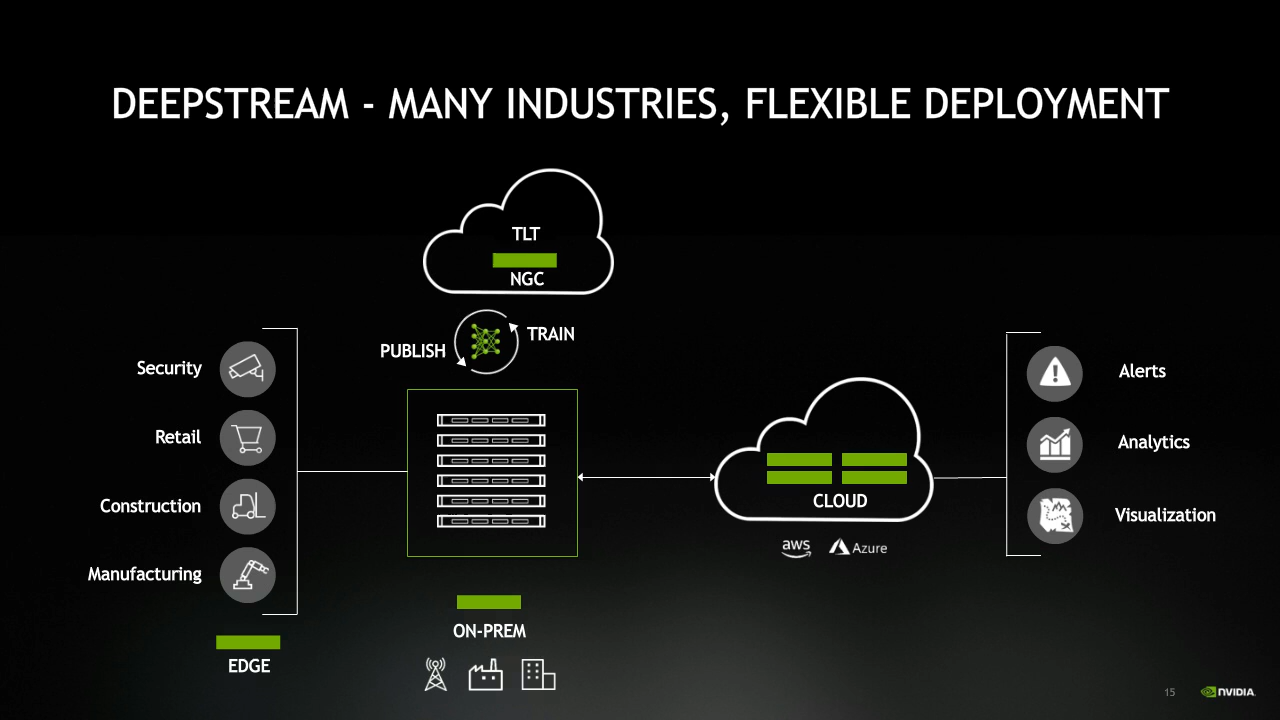 DEEPSTREAM - MANY INDUSTRIES, FLEXIBLE DEPLOYMENT
TLT
NGC
PUBLISH
TRAIN
Security
Retail
Construction
Manufacturing
EDGE
ON-PREM
CLOUD
aws
Azure
Alerts
Analytics
Visualization
15
NVIDIA.